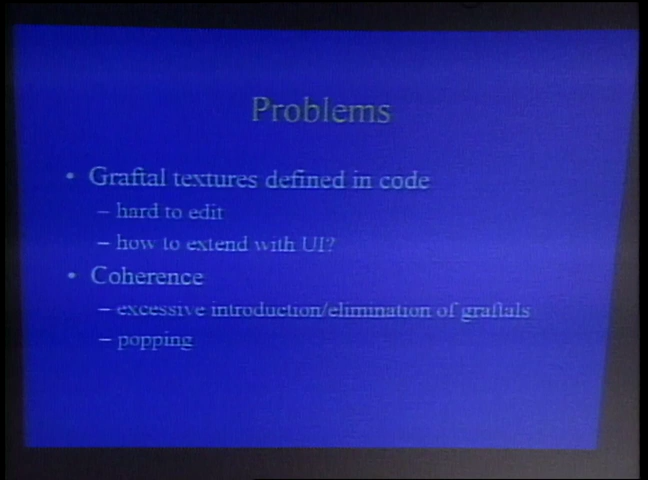 Problems
• Graftal textures defined in code
– hard to edit
– how to extend with UI?
• Coherence
– excessive introduction/elimination of graftals
– popping